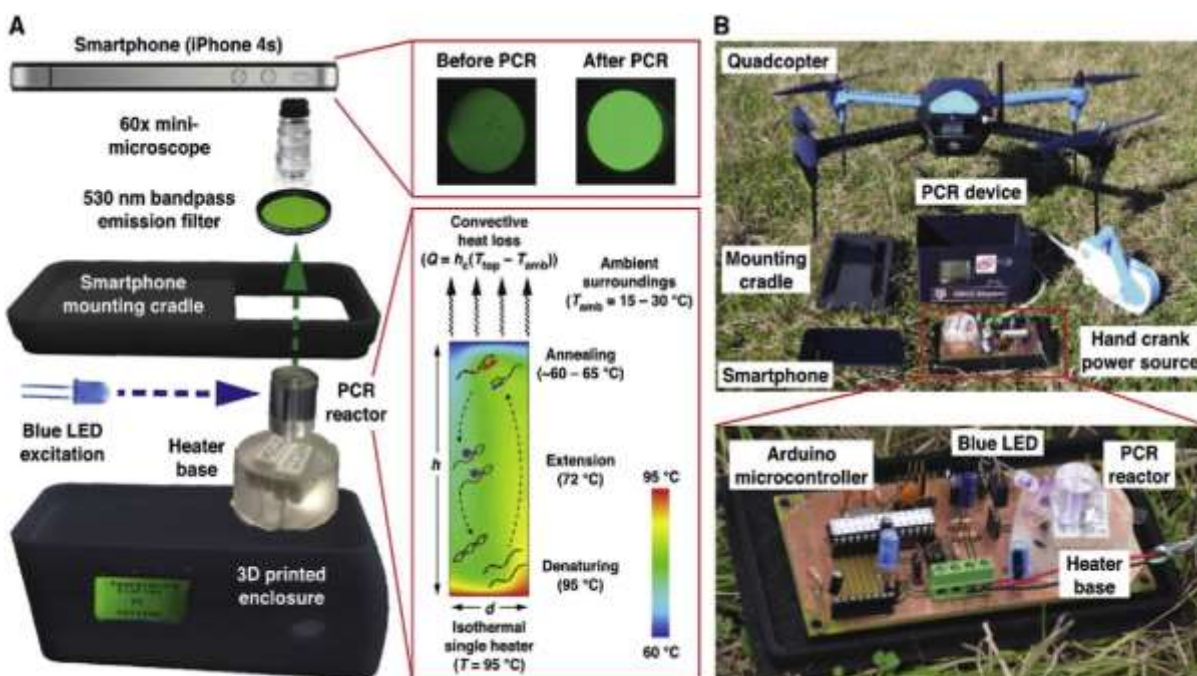 A
Smartphone (iPhone 4s)
60x mini-
microscope
530 nm bandpass
emission filter
Smartphone
mounting cradle
Blue LED
excitation
PCR
reactor
Heater
base
3D printed
enclosure
Before PCR
After PCR
Convective
heat loss
(Q = hc(Ttop – Tamb))
Ambient
surroundings
(Tamb = 15 – 30 °C)
Annealing
(~60 – 65 °C)
h
Extension
(72 °C)
Denaturing
(95 °C)
95 °C
60 °C
d
Isothermal
single heater
(T = 95 °C)
B
Quadcopter
PCR device
Mounting
cradle
Smartphone
Hand crank
power source
Arduino
microcontroller
Blue LED
PCR
reactor
Heater
base